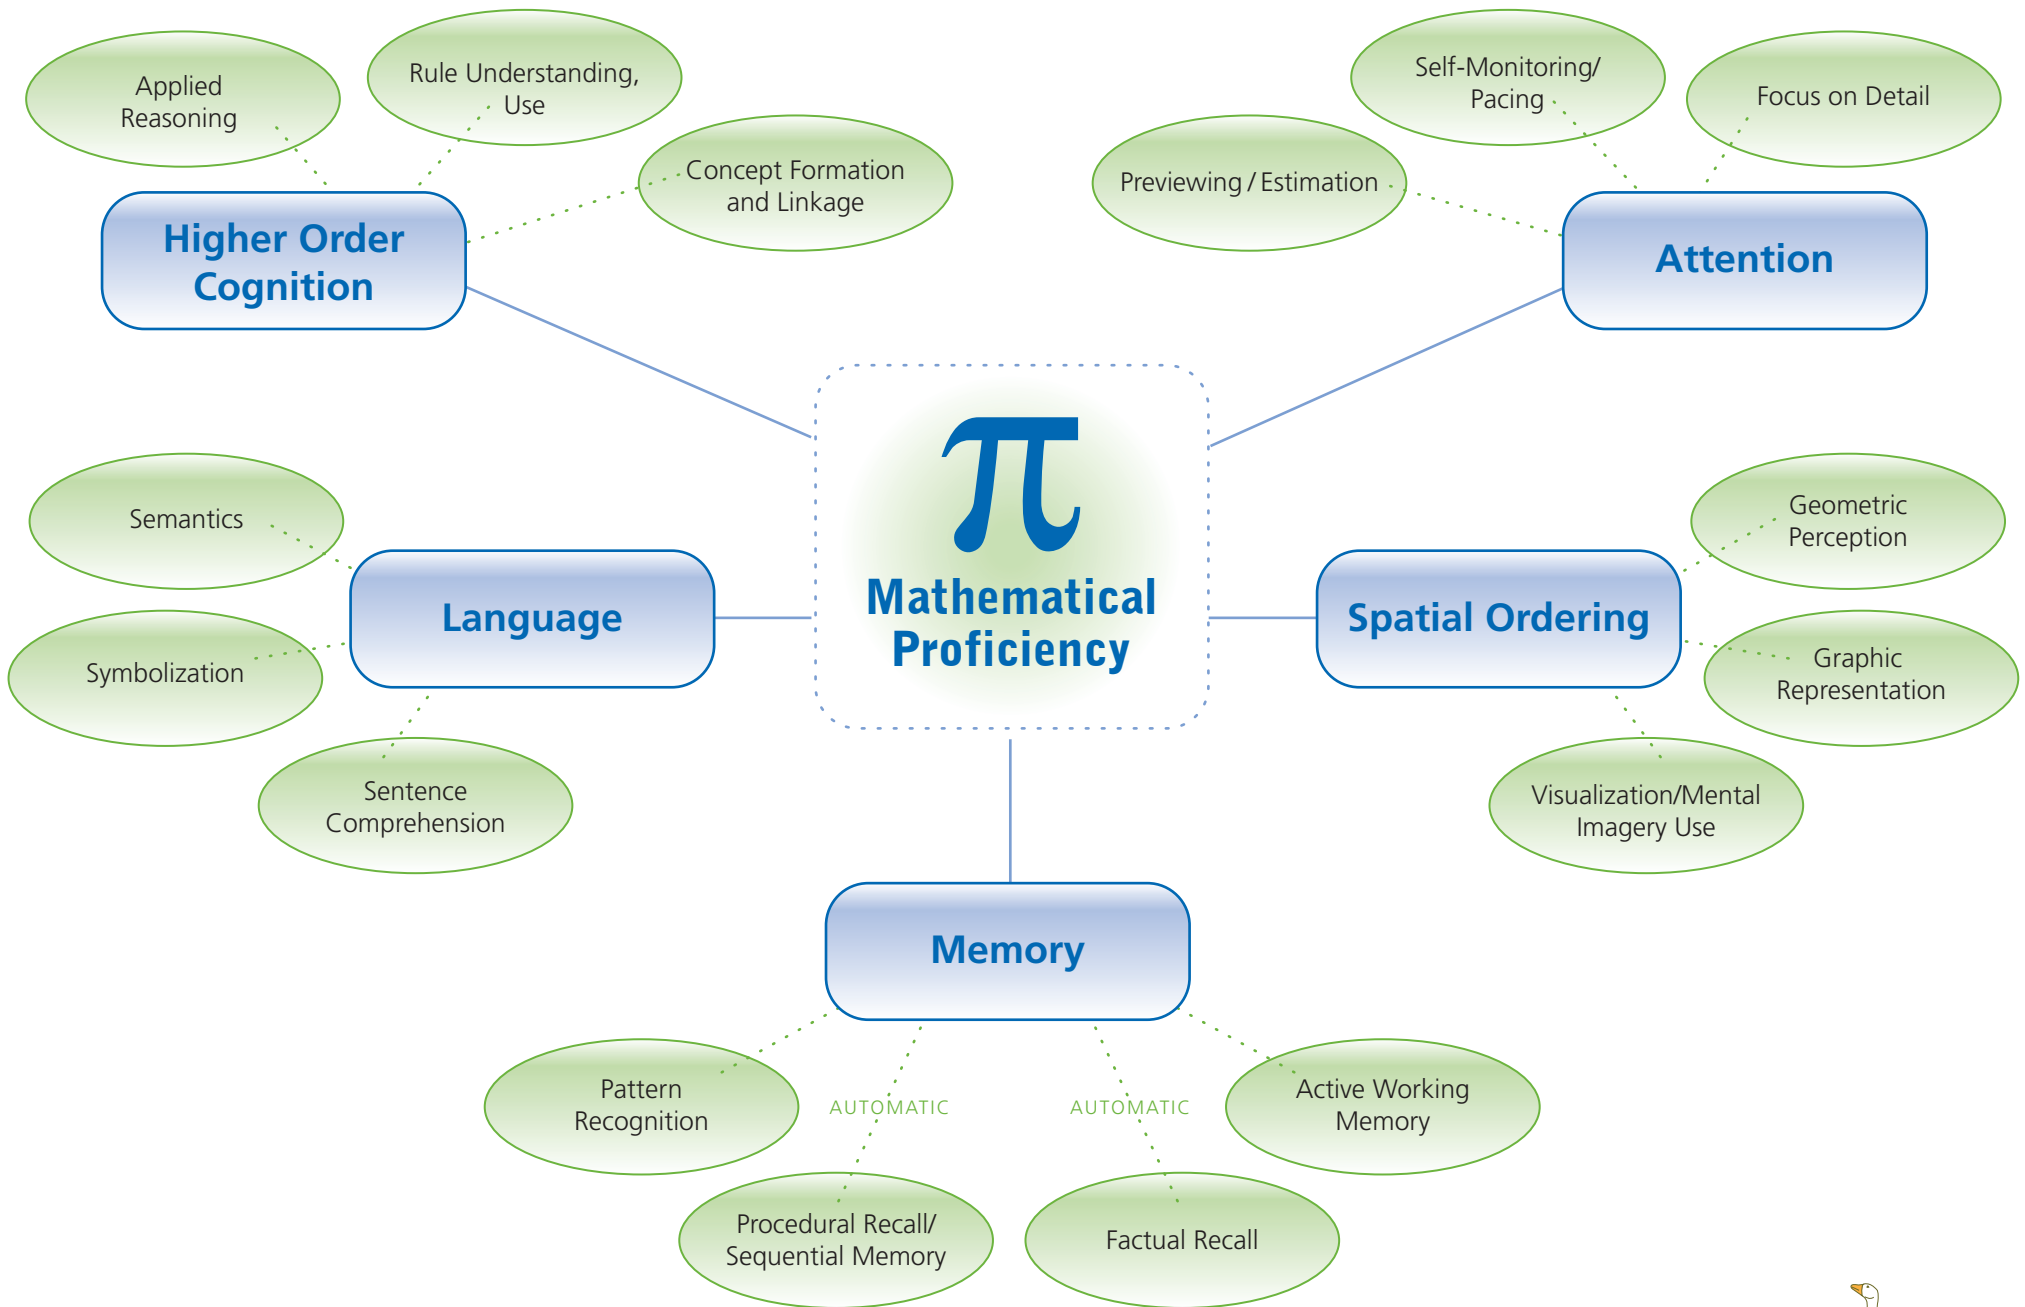 Applied
Reasoning
Rule Understanding,
Use
Concept Formation
and Linkage
Higher Order
Cognition
Self-Monitoring/
Pacing
Focus on Detail
Previewing / Estimation
Attention
π
Mathematical
Proficiency
Semantics
Symbolization
Sentence
Comprehension
Language
Geometric
Perception
Graphic
Representation
Visualization/Mental
Imagery Use
Spatial Ordering
Memory
Pattern
Recognition
AUTOMATIC
Procedural Recall/
Sequential Memory
AUTOMATIC
Factual Recall
Active Working
Memory